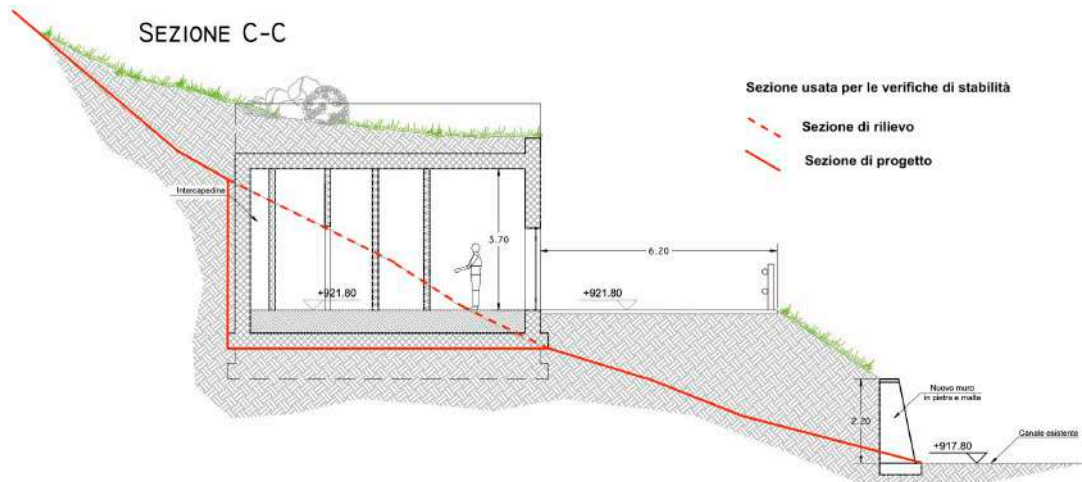 SEZIONE C-C
Sezione usata per le verifiche di stabilità
Sezione di rilievo
Sezione di progetto
Intercapedine
3.70
6.20
+921.80
+921.80
Nuovo muro
in pietra e malta
2.20
+917.80
Canale esistente